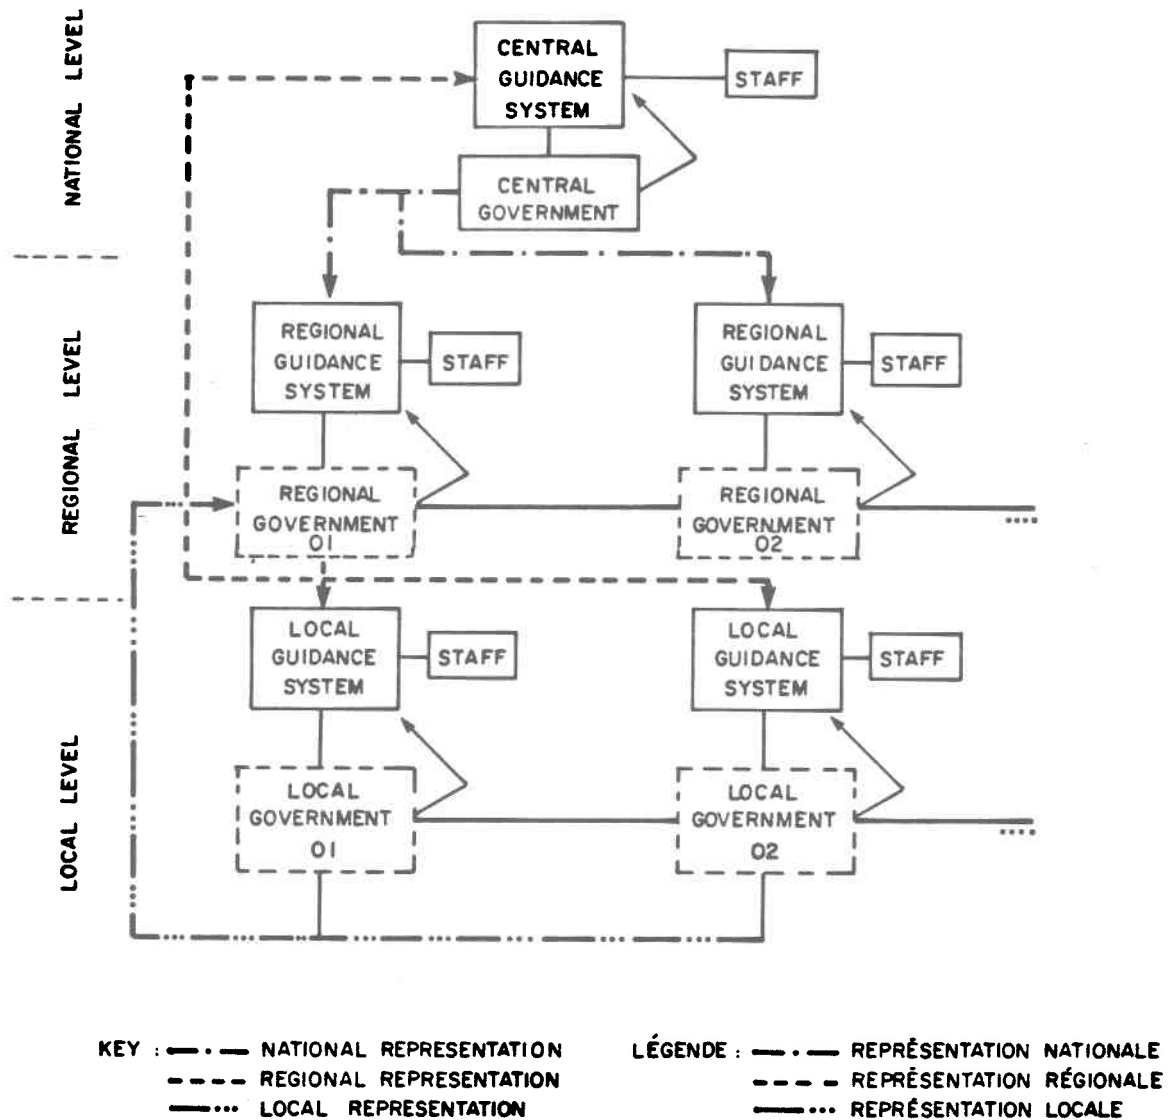 NATIONAL LEVEL
CENTRAL
GUIDANCE
SYSTEM
STAFF
CENTRAL
GOVERNMENT
REGIONAL LEVEL
REGIONAL
GUIDANCE
SYSTEM
STAFF
REGIONAL
GUIDANCE
SYSTEM
STAFF
REGIONAL
GOVERNMENT
01
REGIONAL
GOVERNMENT
02
LOCAL LEVEL
LOCAL
GUIDANCE
SYSTEM
STAFF
LOCAL
GUIDANCE
SYSTEM
STAFF
LOCAL
GOVERNMENT
01
LOCAL
GOVERNMENT
02
KEY : NATIONAL REPRESENTATION
REGIONAL REPRESENTATION
LOCAL REPRESENTATION
LÉGENDE : REPRÉSENTATION NATIONALE
REPRÉSENTATION RÉGIONALE
REPRÉSENTATION LOCALE